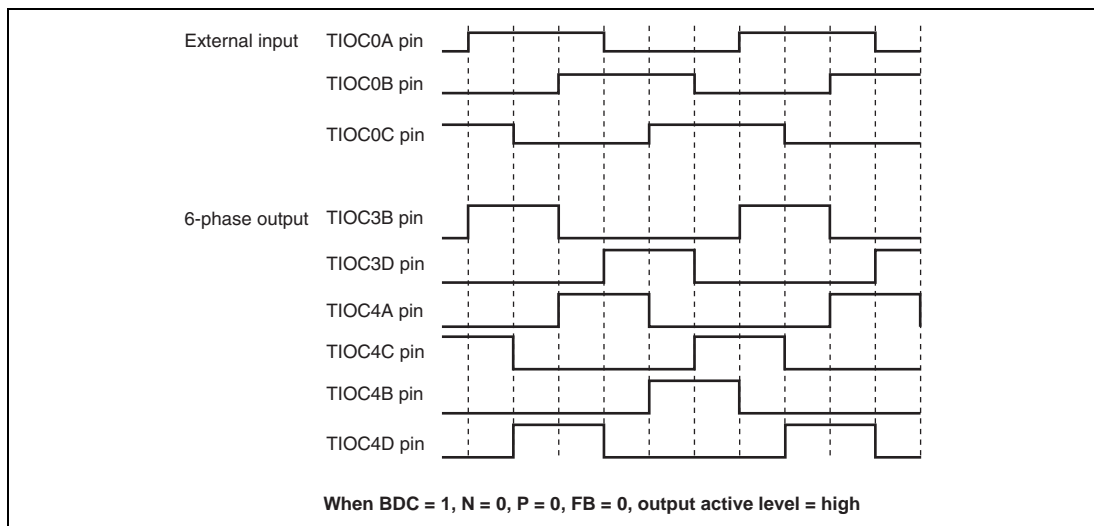 External input TIOC0A pin
TIOC0B pin
TIOC0C pin
6-phase output TIOC3B pin
TIOC3D pin
TIOC4A pin
TIOC4C pin
TIOC4B pin
TIOC4D pin
When BDC = 1, N = 0, P = 0, FB = 0, output active level = high